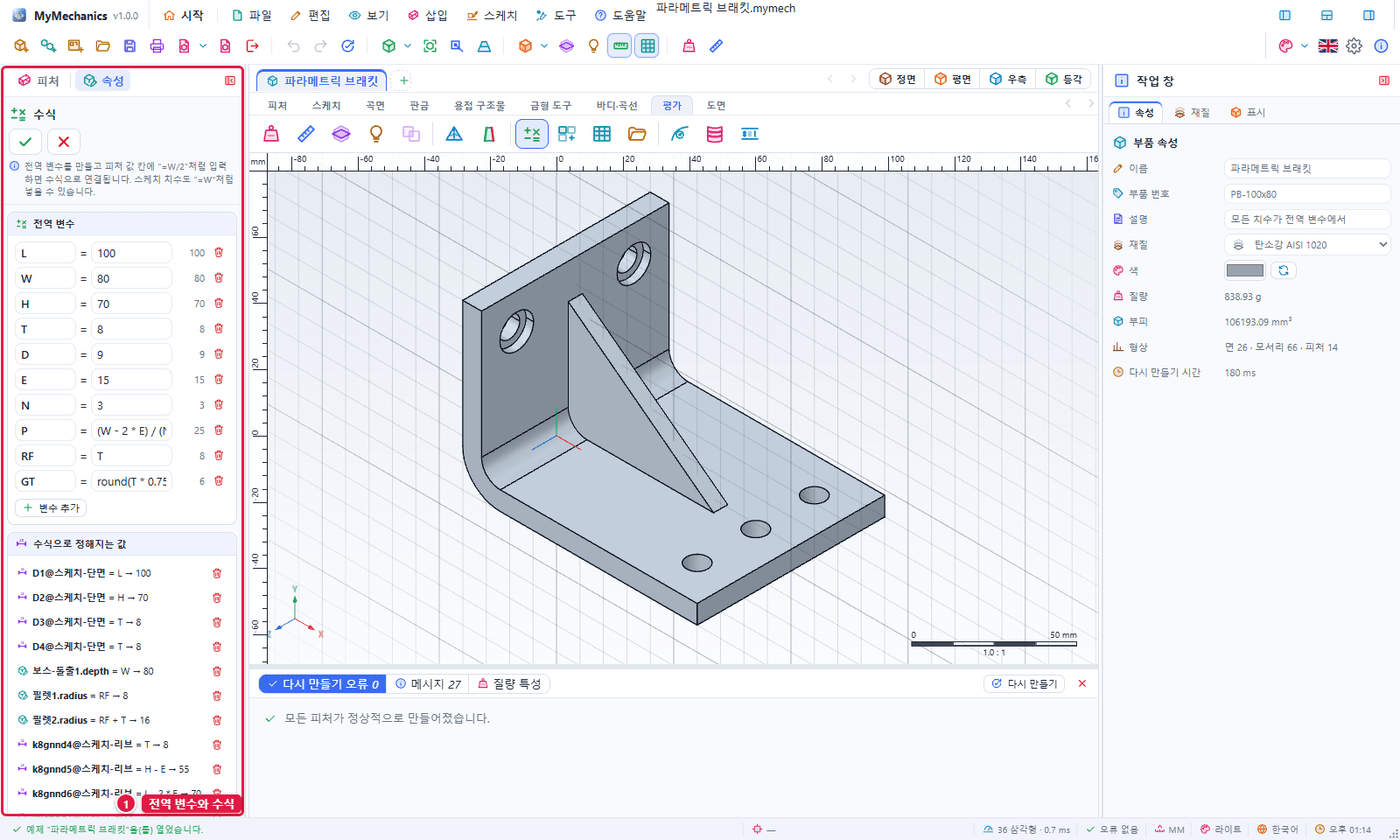 MyMechanics v1.0.0 시작 파일 편집 보기 삽입 스케치 도구 도움말 파라메트릭 브래킷.mymech
피처 속성
수식
전역 변수를 만들고 피처 값 칸에 "=W/2"처럼 입력
하면 수식으로 연결됩니다. 스케치 치수도 "=W"처럼
넣을 수 있습니다.
전역 변수
L = 100 100
W = 80 80
H = 70 70
T = 8 8
D = 9 9
E = 15 15
N = 3 3
P = (W - 2 * E) / (N 25
RF = T 8
GT = round(T * 0.75 6
변수 추가
수식으로 정해지는 값
D1@스케치-단면 = L → 100
D2@스케치-단면 = H → 70
D3@스케치-단면 = T → 8
D4@스케치-단면 = T → 8
보스-돌출1.depth = W → 80
필렛1.radius = RF → 8
필렛2.radius = RF + T → 16
k8gnnd4@스케치-리브 = T → 8
k8gnnd5@스케치-리브 = H - E → 55
k8gnnd6@스케치-리브 = L - 2 * E → 70
1 전역 변수와 수식
파라메트릭 브래킷
정면 평면 우측 등각
피처 스케치 곡면 판금 용접 구조물 금형 도구 바디·곡선 평가 도면
mm -80 -60 -40 -20 0 20 40 60 80 100 120 140 16
60
40
20
0
-20
-40
-60
Y
X
Z
0 50 mm
1.0 : 1
다시 만들기 오류 0 메시지 27 질량 특성 다시 만들기
모든 피처가 정상적으로 만들어졌습니다.
작업 창
속성 재질 표시
부품 속성
이름 파라메트릭 브래킷
부품 번호 PB-100x80
설명 모든 치수가 전역 변수에서
재질 탄소강 AISI 1020
색
질량 838.93 g
부피 106193.09 mm³
형상 면 26 · 모서리 66 · 피처 14
다시 만들기 시간 180 ms
예제 "파라메트릭 브래킷"을(를) 열었습니다. — 36 삼각형 · 0.7 ms 오류 없음 MM 라이트 한국어 오후 01:14